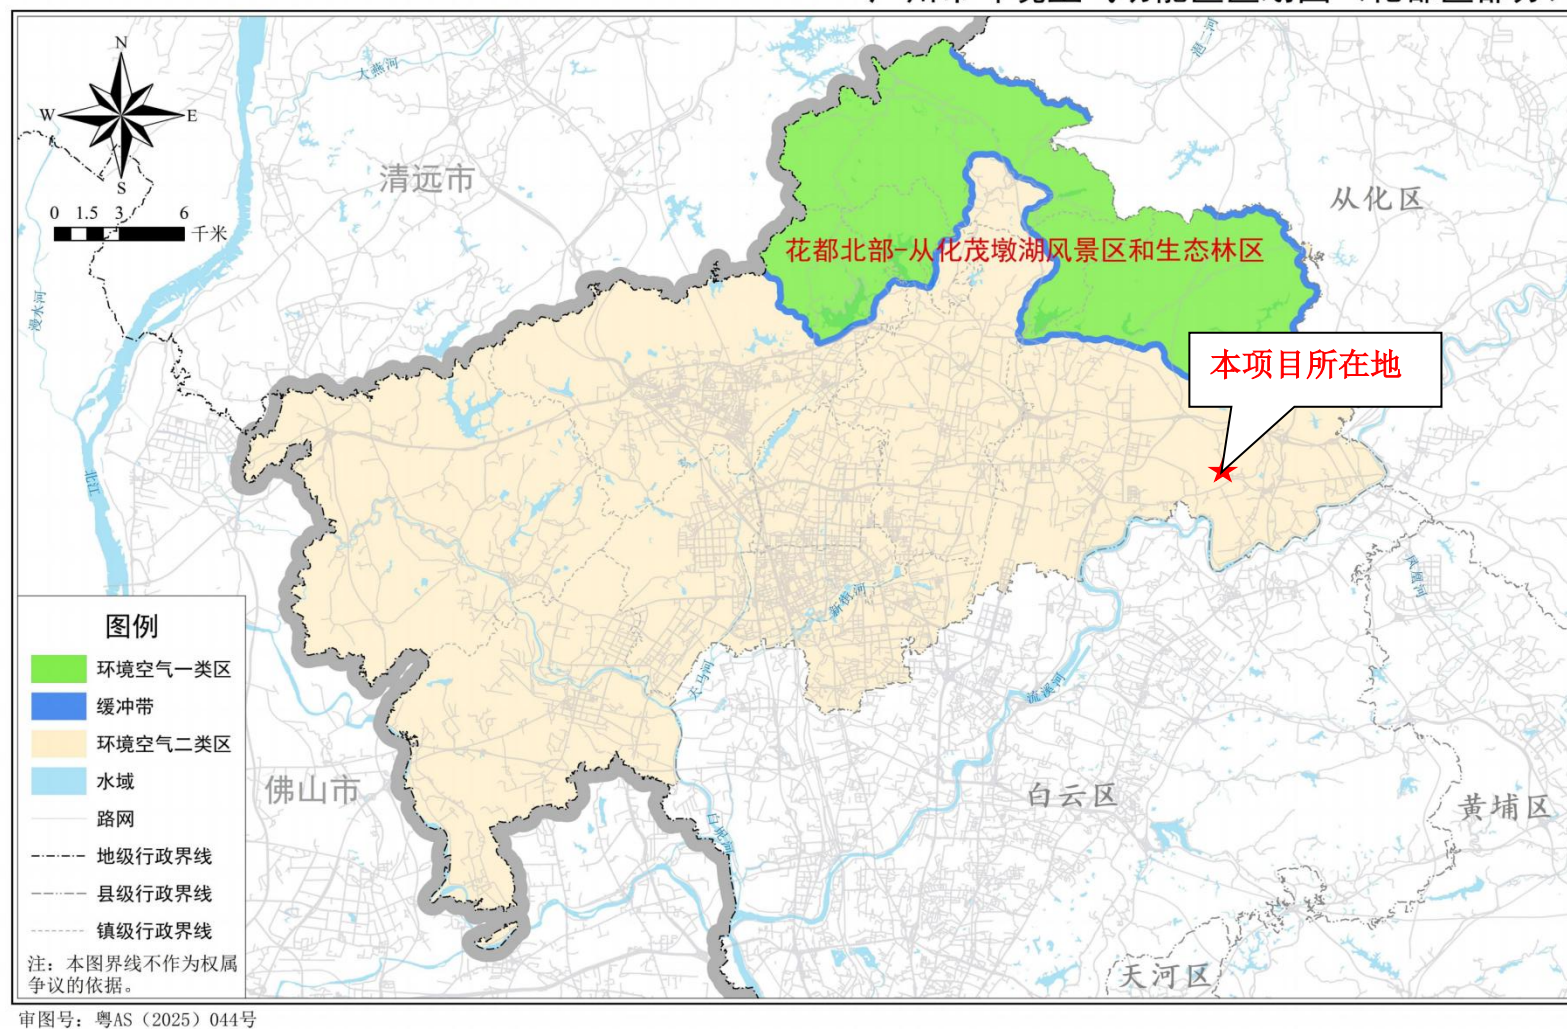 N
W
E
S
0 1.5 3 6
千米
大燕河
漫水河
北江
清远市
从化区
花都北部-从化茂墩湖风景区和生态林区
本项目所在地
新街河
天马河
流溪河
白坭河
凤凰河
佛山市
白云区
黄埔区
天河区
图例
环境空气一类区
缓冲带
环境空气二类区
水域
路网
地级行政界线
县级行政界线
镇级行政界线
注：本图界线不作为权属
争议的依据。
审图号：粤AS（2025）044号